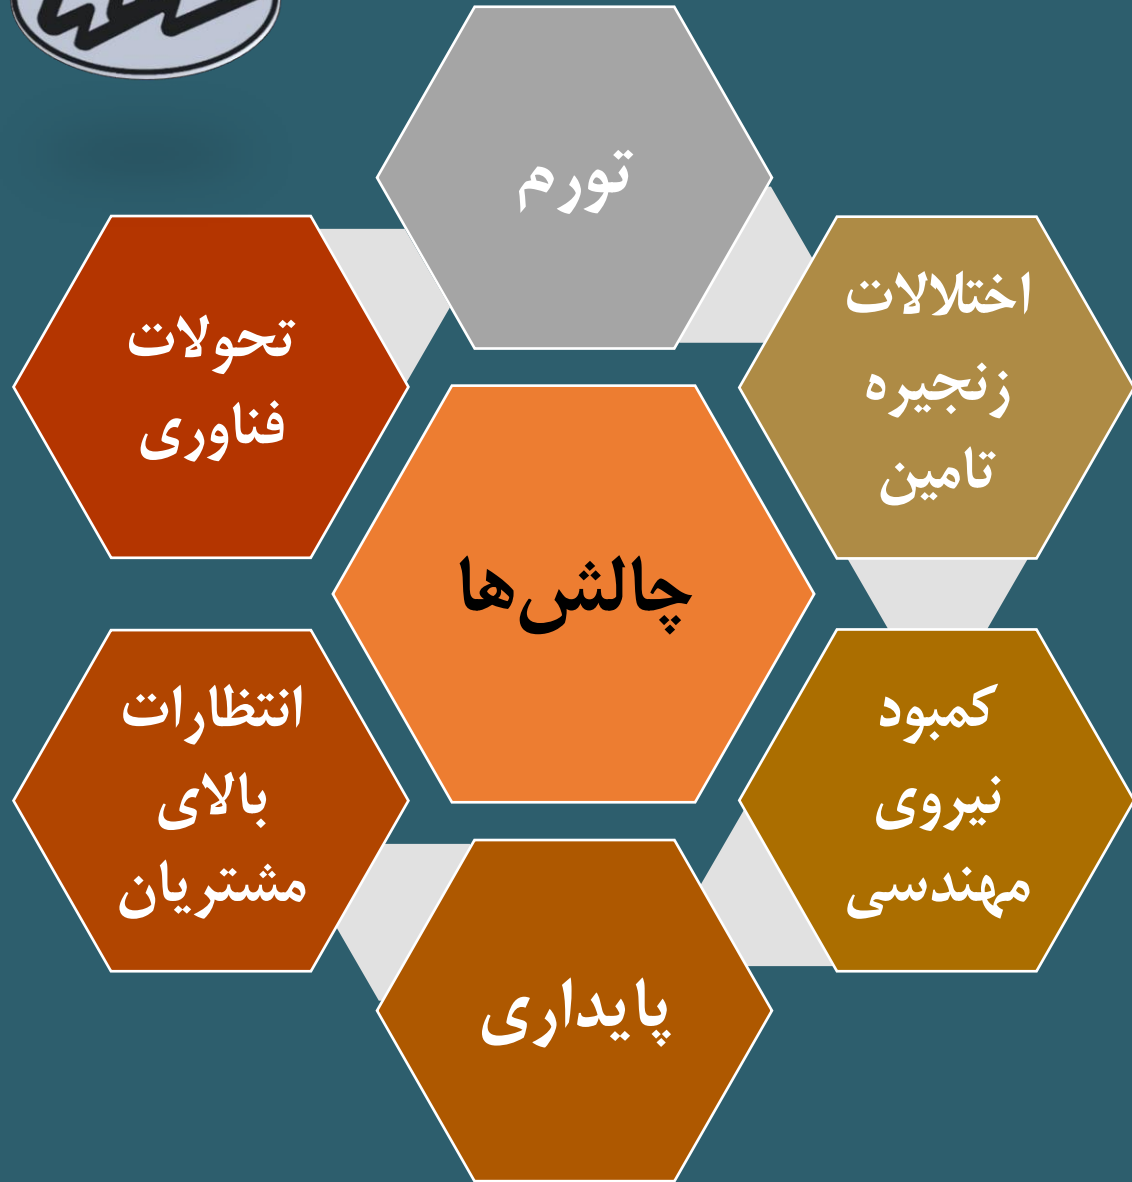 تورم
اختلالات
زنجیره
تامین
تحولات
فناوری
چالش‌ها
کمبود
نیروی
مهندسی
انتظارات
بالای
مشتریان
پایداری